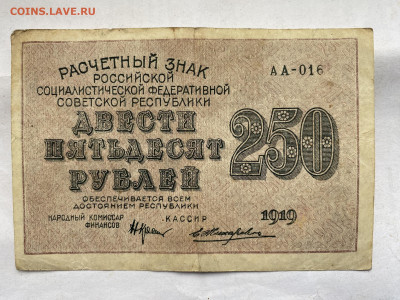 COINS.LAVE.RU
РАСЧЕТНЫЙ ЗНАК
РОССИЙСКОЙ
СОЦИАЛИСТИЧЕСКОЙ ФЕДЕРАТИВНОЙ
СОВЕТСКОЙ РЕСПУБЛИКИ
АА-016
ДВЕСТИ
ПЯТЬДЕСЯТ
РУБЛЕЙ
250
ОБЕСПЕЧИВАЕТСЯ ВСЕМ
ДОСТОЯНИЕМ РЕСПУБЛИКИ
НАРОДНЫЙ КОМИССАР
ФИНАНСОВ
КАССИР
1919